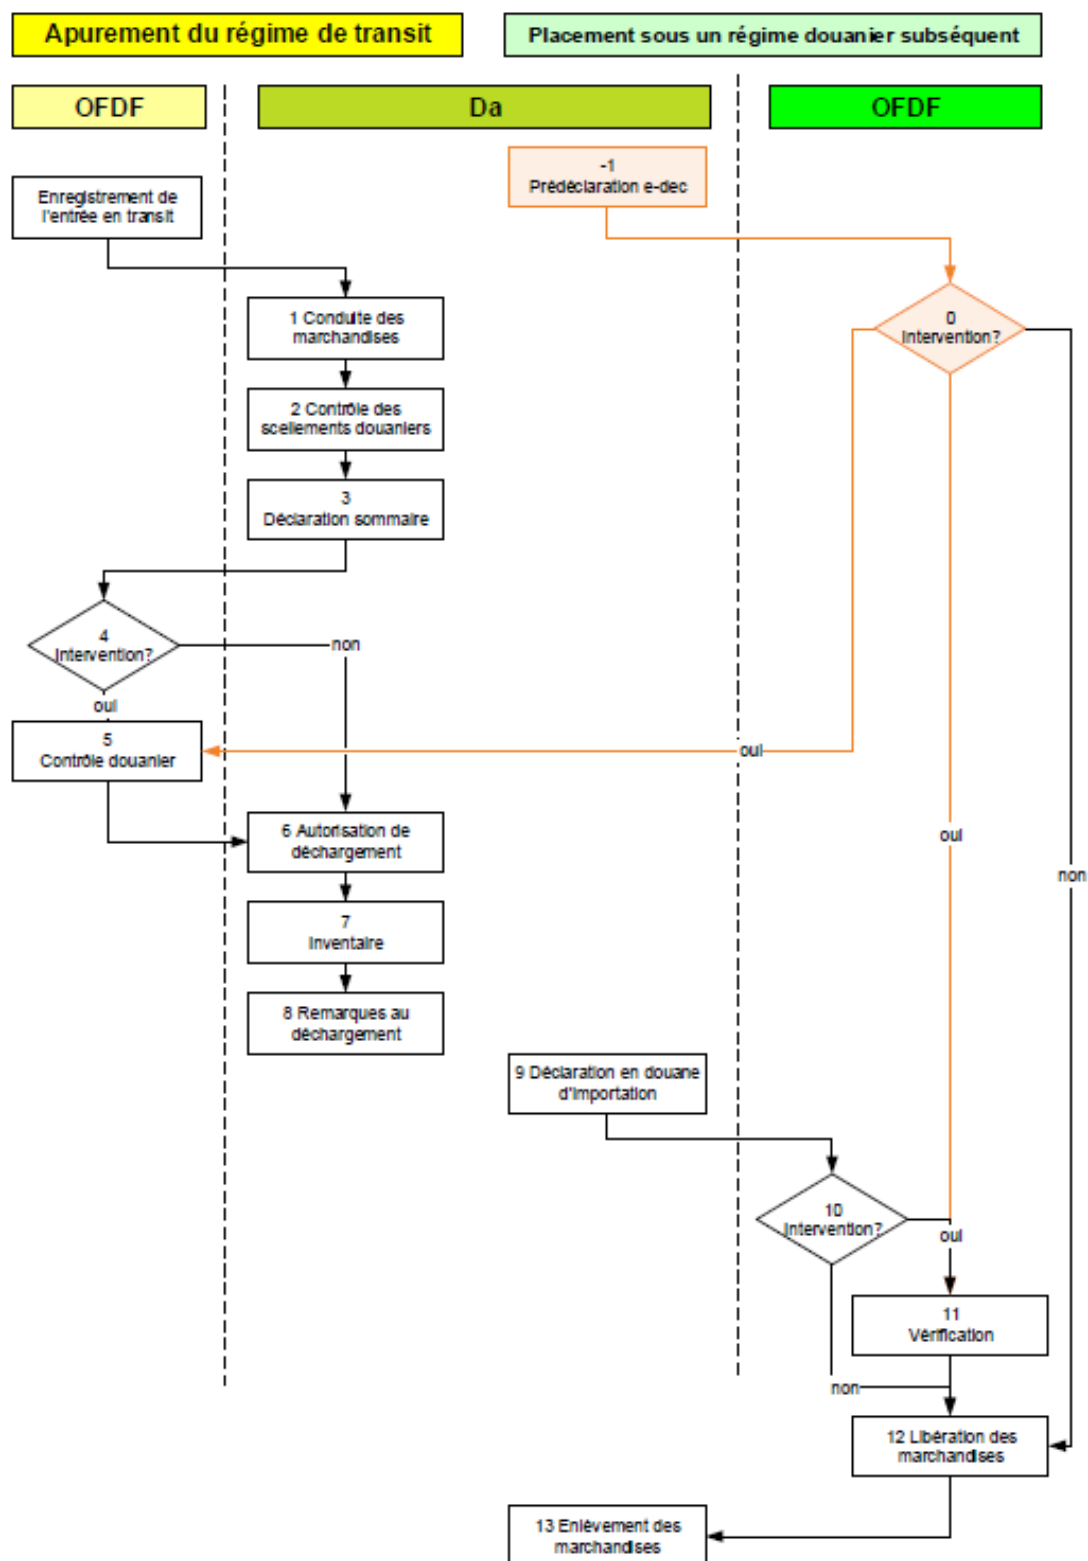 Apurement du régime de transit
Placement sous un régime douanier subséquent
OFDF
Da
OFDF
-1
Prédéclaration e-dec
Enregistrement de
l'entrée en transit
0
Intervention?
1 Conduite des
marchandises
2 Contrôle des
scellements douaniers
3
Déclaration sommaire
4
Intervention?
non
oui
5
Contrôle douanier
oui
6 Autorisation de
déchargement
oui
non
7
Inventaire
8 Remarques au
déchargement
9 Déclaration en douane
d'importation
10
Intervention?
oui
11
Vérification
non
12 Libération des
marchandises
13 Enlèvement des
marchandises